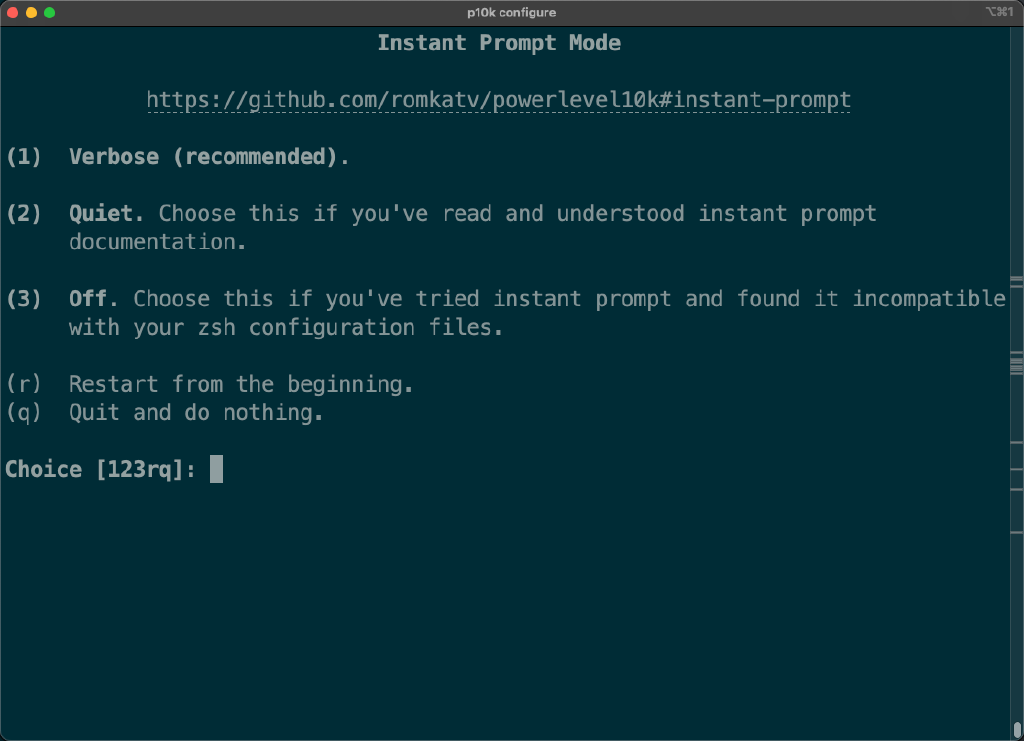 p10k configure
⌥⌘1
Instant Prompt Mode
https://github.com/romkatv/powerlevel10k#instant-prompt
(1)  Verbose (recommended).
(2)  Quiet. Choose this if you've read and understood instant prompt
documentation.
(3)  Off. Choose this if you've tried instant prompt and found it incompatible
with your zsh configuration files.
(r)  Restart from the beginning.
(q)  Quit and do nothing.
Choice [123rq]: